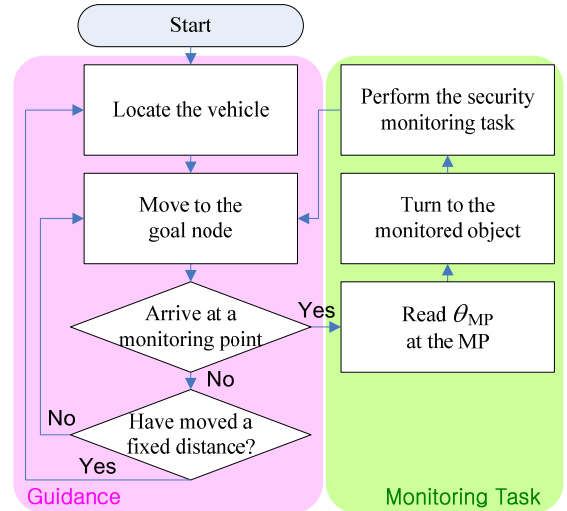 Start
Locate the vehicle
Move to the
goal node
Arrive at a
monitoring point
Yes
No
Have moved a
fixed distance?
No
Yes
Guidance
Perform the security
monitoring task
Turn to the
monitored object
Read θMP
at the MP
Monitoring Task